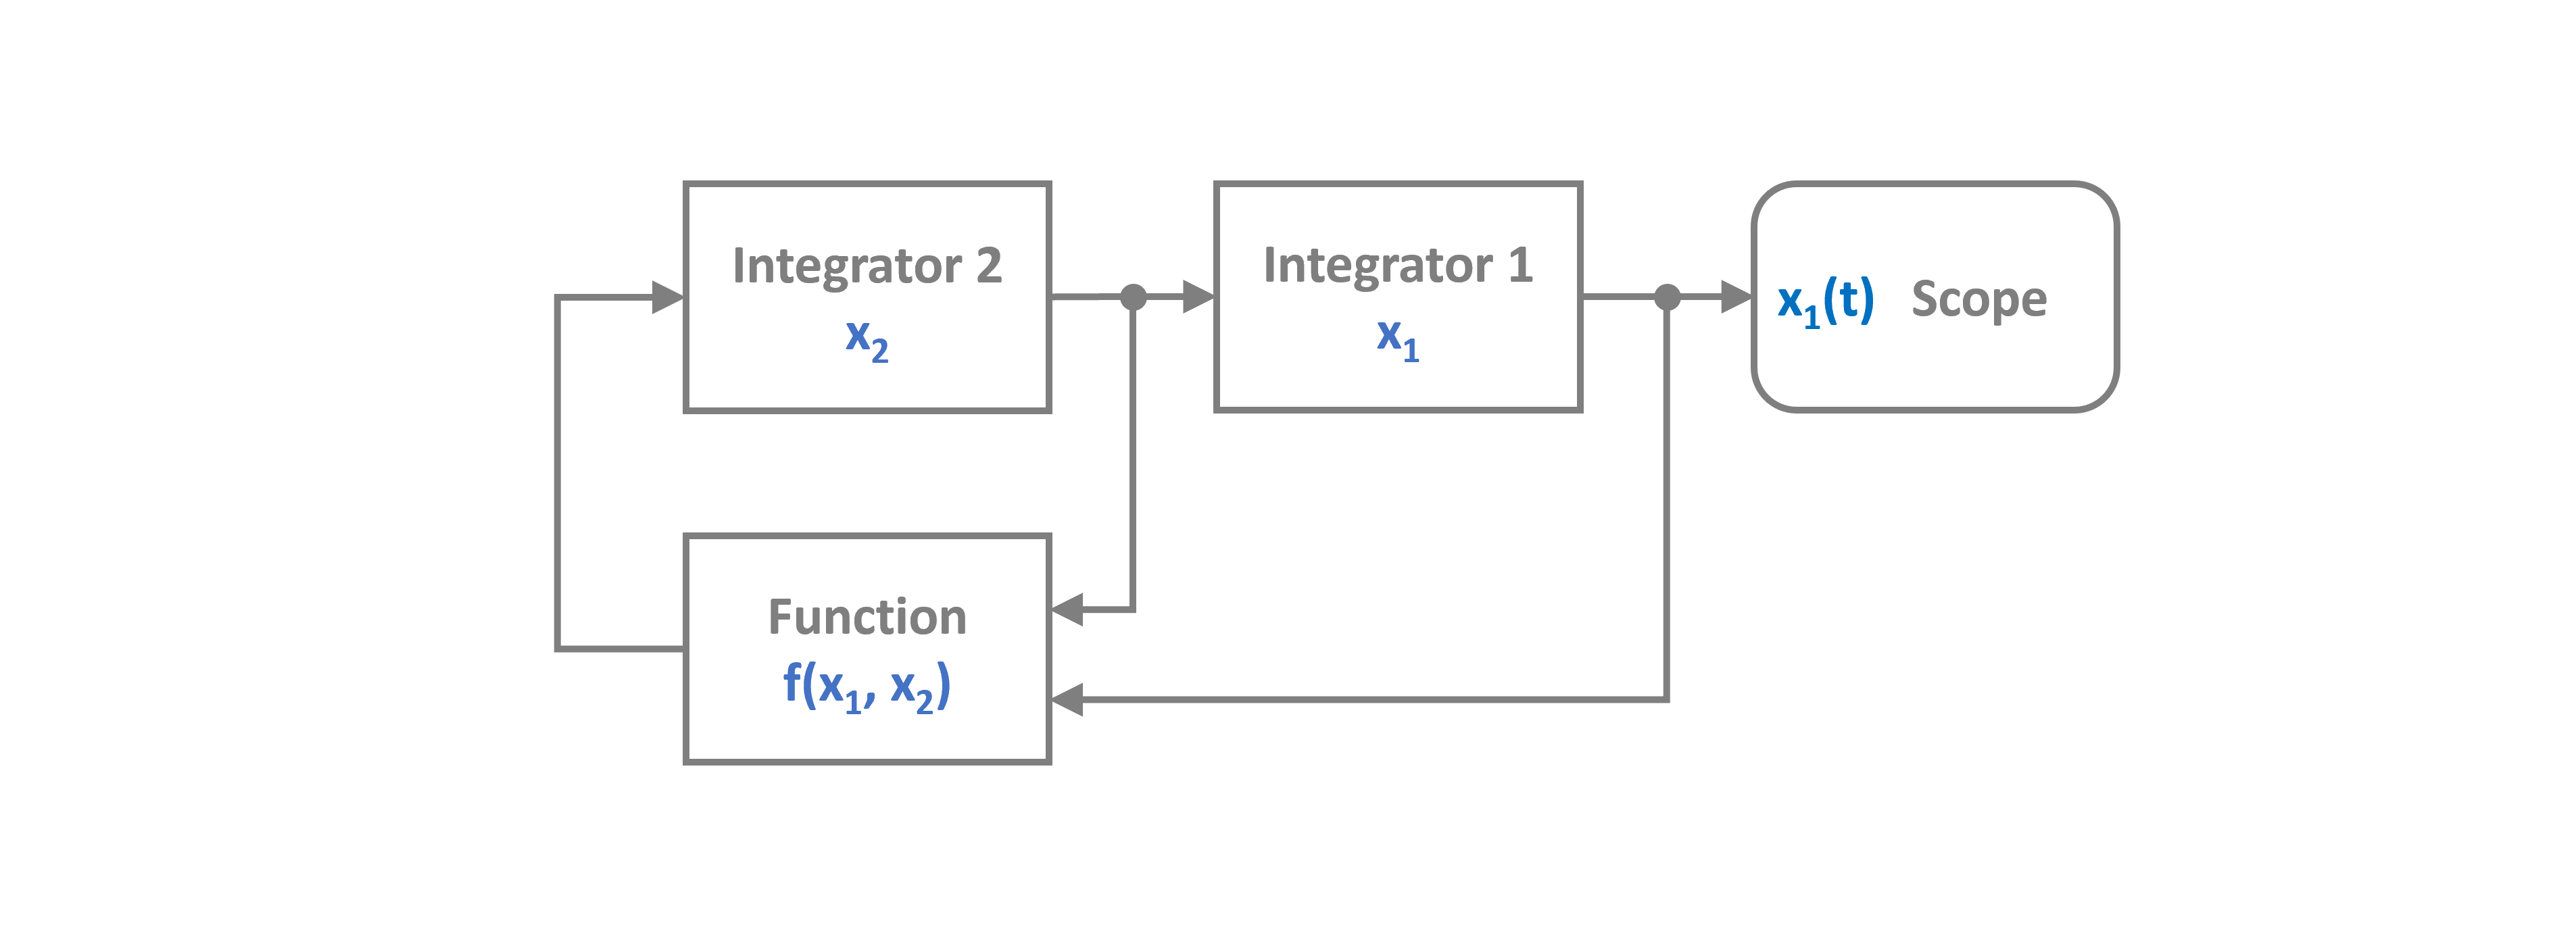 Integrator 2
x₂
Integrator 1
x₁
x₁(t) Scope
Function
f(x₁, x₂)